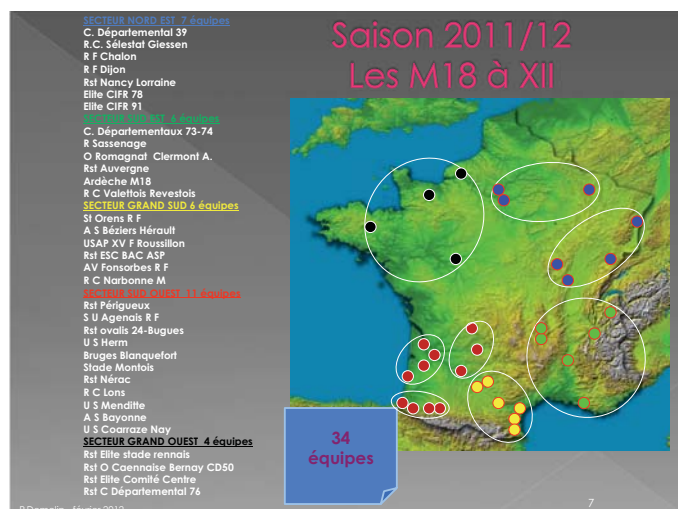 SECTEUR NORD EST 7 équipes
C. Départemental 39
R.C. Sélestat Giessen
R F Chalon
R F Dijon
Rst Nancy Lorraine
Elite CIFR 78
Elite CIFR 91
SECTEUR SUD EST 6 équipes
C. Départementaux 73-74
R Sassenage
O Romagnat Clermont A.
Rst Auvergne
Ardèche M18
R C Valettois Revestois
SECTEUR GRAND SUD 6 équipes
St Orens R F
A S Béziers Hérault
USAP XV F Roussillon
Rst ESC BAC ASP
AV Fonsorbes R F
R C Narbonne M
SECTEUR SUD OUEST 11 équipes
Rst Périgueux
S U Agenais R F
Rst ovalis 24-Bugues
U S Herm
Bruges Blanquefort
Stade Montois
Rst Nérac
R C Lons
U S Menditte
A S Bayonne
U S Coarraze Nay
SECTEUR GRAND OUEST 4 équipes
Rst Elite stade rennais
Rst O Caennaise Bernay CD50
Rst Elite Comité Centre
Rst C Départemental 76
Saison 2011/12
Les M18 à XII
34
équipes
7